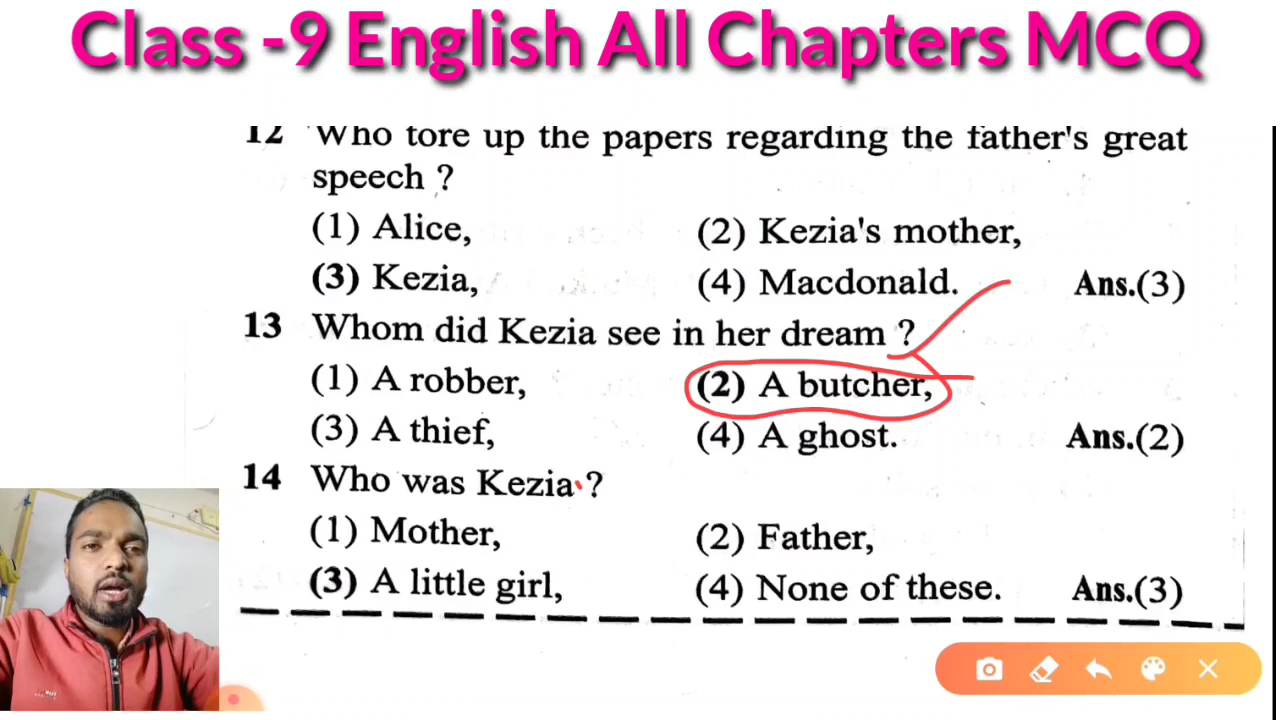 Class -9 English All Chapters MCQ
12 Who tore up the papers regarding the father's great
speech ?
(1) Alice, (2) Kezia's mother,
(3) Kezia, (4) Macdonald. Ans.(3)
13 Whom did Kezia see in her dream ?
(1) A robber, (2) A butcher,
(3) A thief, (4) A ghost. Ans.(2)
14 Who was Kezia ?
(1) Mother, (2) Father,
(3) A little girl, (4) None of these. Ans.(3)